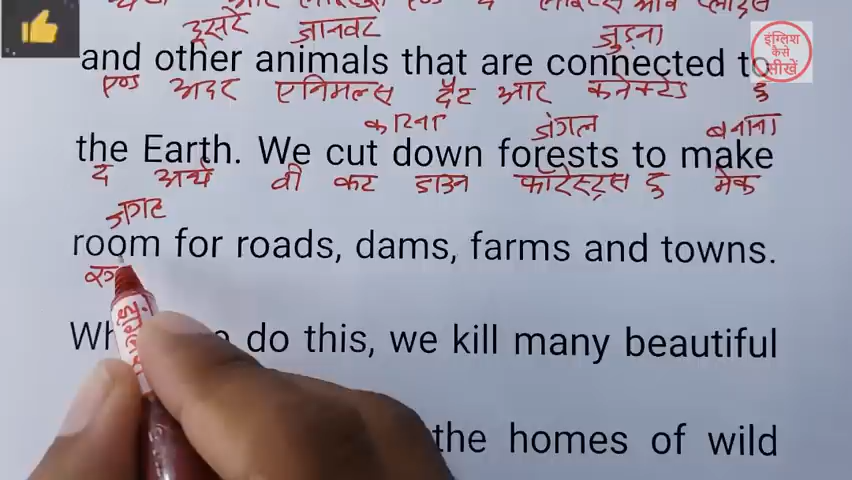 दूसरे जानवर जुड़ना
and other animals that are connected to
एण्ड अदर एनिमल्स दैट आर कनेक्टेड टु
काटना जंगल बनाना
the Earth. We cut down forests to make
द अर्थ वी कट डाउन फॉरेस्ट्स टु मेक
जगह
room for roads, dams, farms and towns.
do this, we kill many beautiful
the homes of wild
इंग्लिश
कैसे
सीखें